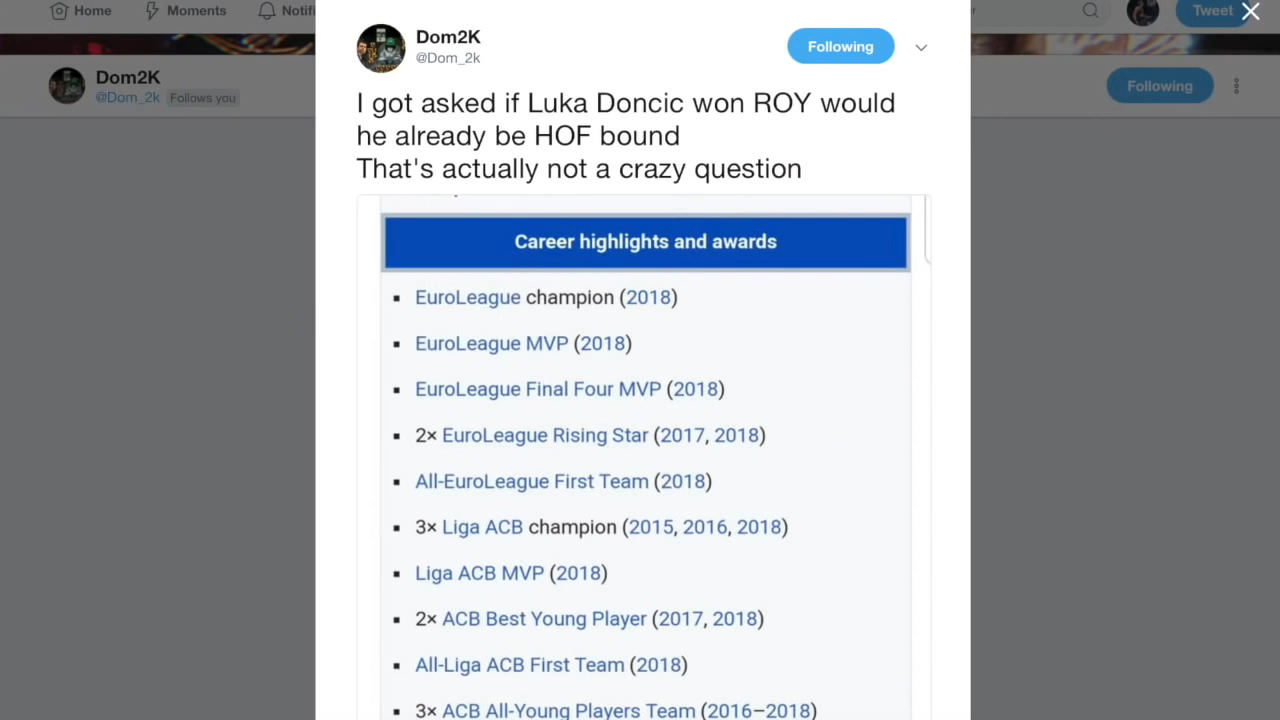 Home
Moments
Notifi
Tweet
Dom2K
@Dom_2k
Following
Dom2K
@Dom_2k Follows you
Following
I got asked if Luka Doncic won ROY would
he already be HOF bound
That's actually not a crazy question
Career highlights and awards
▪ EuroLeague champion (2018)
▪ EuroLeague MVP (2018)
▪ EuroLeague Final Four MVP (2018)
▪ 2× EuroLeague Rising Star (2017, 2018)
▪ All-EuroLeague First Team (2018)
▪ 3× Liga ACB champion (2015, 2016, 2018)
▪ Liga ACB MVP (2018)
▪ 2× ACB Best Young Player (2017, 2018)
▪ All-Liga ACB First Team (2018)
▪ 3× ACB All-Young Players Team (2016–2018)